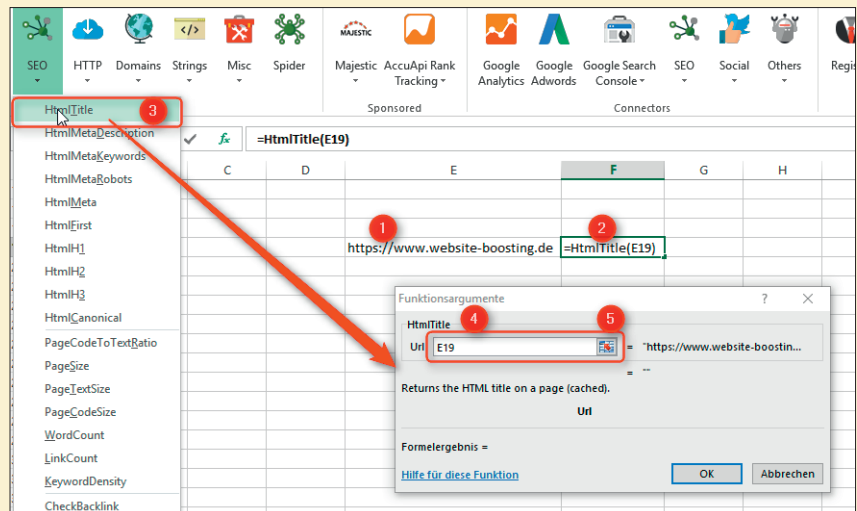 MAJESTIC
SEO HTTP Domains Strings Misc Spider Majestic AccuApi Rank Tracking Google Analytics Google Adwords Google Search Console SEO Social Others Regis
Sponsored Connectors
HtmlTitle 3
HtmlMetaDescription
HtmlMetaKeywords
HtmlMetaRobots
HtmlMeta
HtmlFirst
HtmlH1
HtmlH2
HtmlH3
HtmlCanonical
PageCodeToTextRatio
PageSize
PageTextSize
PageCodeSize
WordCount
LinkCount
KeywordDensity
CheckBacklink
fx =HtmlTitle(E19)
C D E F G H
1 2
https://www.website-boosting.de =HtmlTitle(E19)
Funktionsargumente ? ×
HtmlTitle 4 5
Url E19 = "https://www.website-boostin...
= ""
Returns the HTML title on a page (cached).
Url
Formelergebnis =
Hilfe für diese Funktion OK Abbrechen